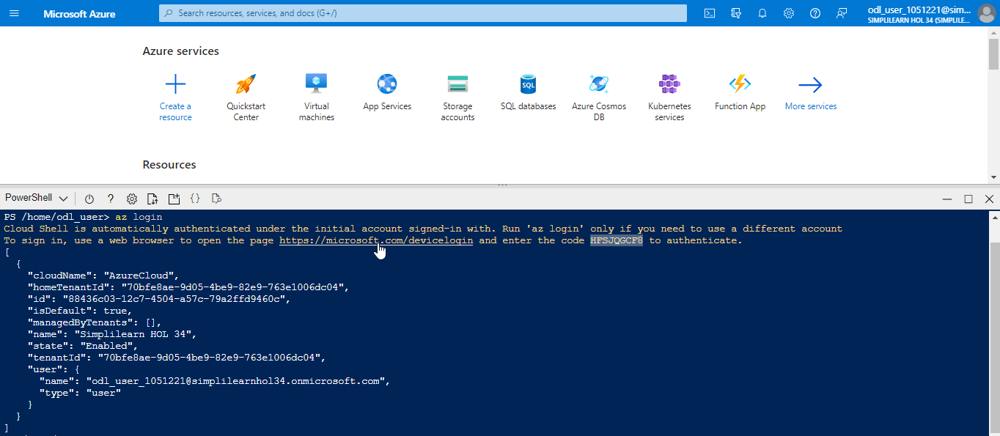 Microsoft Azure
Search resources, services, and docs (G+/)
odl_user_1051221@sim...
SIMPLILEARN HOL 34 (SIMPLILE...
Azure services
Create a resource
Quickstart Center
Virtual machines
App Services
Storage accounts
SQL
SQL databases
Azure Cosmos DB
Kubernetes services
Function App
More services
Resources
PowerShell
PS /home/odl_user> az login
Cloud Shell is automatically authenticated under the initial account signed-in with. Run 'az login' only if you need to use a different account
To sign in, use a web browser to open the page https://microsoft.com/devicelogin and enter the code HFSJQGCF8 to authenticate.
[
  {
    "cloudName": "AzureCloud",
    "homeTenantId": "70bfe8ae-9d05-4be9-82e9-763e1006dc04",
    "id": "88436c03-12c7-4504-a57c-79a2ffd9460c",
    "isDefault": true,
    "managedByTenants": [],
    "name": "Simplilearn HOL 34",
    "state": "Enabled",
    "tenantId": "70bfe8ae-9d05-4be9-82e9-763e1006dc04",
    "user": {
      "name": "odl_user_1051221@simplilearnhol34.onmicrosoft.com",
      "type": "user"
    }
  }
]